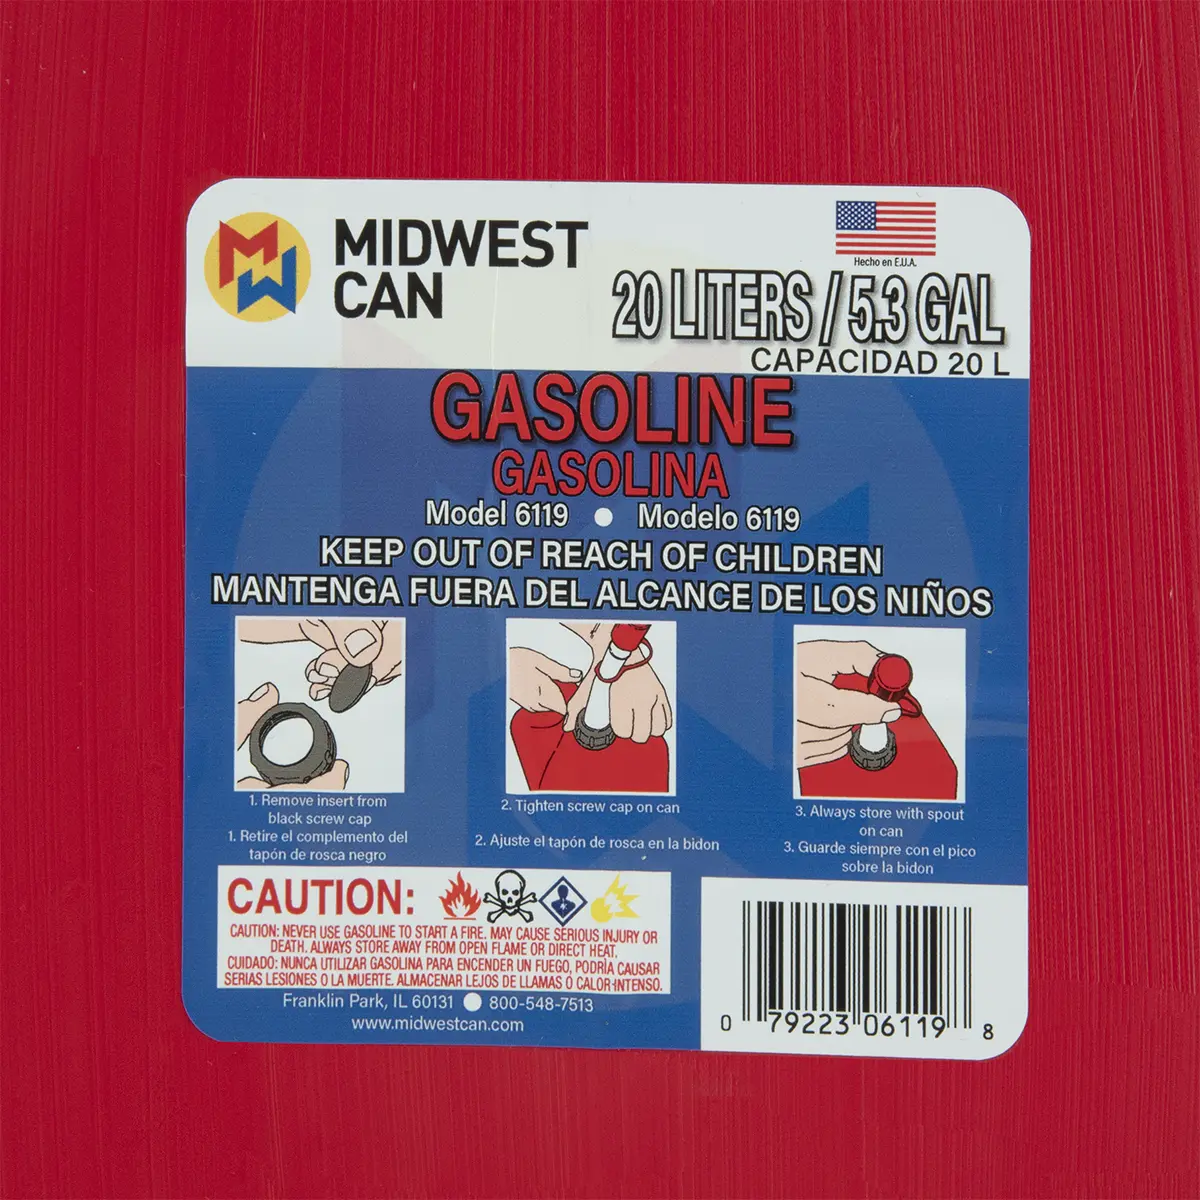 MIDWEST
CAN
Hecho en E.U.A.
20 LITERS / 5.3 GAL
CAPACIDAD 20 L
GASOLINE
GASOLINA
Model 6119 ● Modelo 6119
KEEP OUT OF REACH OF CHILDREN
MANTENGA FUERA DEL ALCANCE DE LOS NIÑOS
1. Remove insert from
black screw cap
1. Retire el complemento del
tapón de rosca negro
2. Tighten screw cap on can
2. Ajuste el tapón de rosca en la bidon
3. Always store with spout
on can
3. Guarde siempre con el pico
sobre la bidon
CAUTION:
CAUTION: NEVER USE GASOLINE TO START A FIRE. MAY CAUSE SERIOUS INJURY OR
DEATH. ALWAYS STORE AWAY FROM OPEN FLAME OR DIRECT HEAT.
CUIDADO: NUNCA UTILIZAR GASOLINA PARA ENCENDER UN FUEGO, PODRÍA CAUSAR
SERIAS LESIONES O LA MUERTE. ALMACENAR LEJOS DE LLAMAS O CALOR INTENSO.
Franklin Park, IL 60131 ● 800-548-7513
www.midwestcan.com
0 79223 06119 8